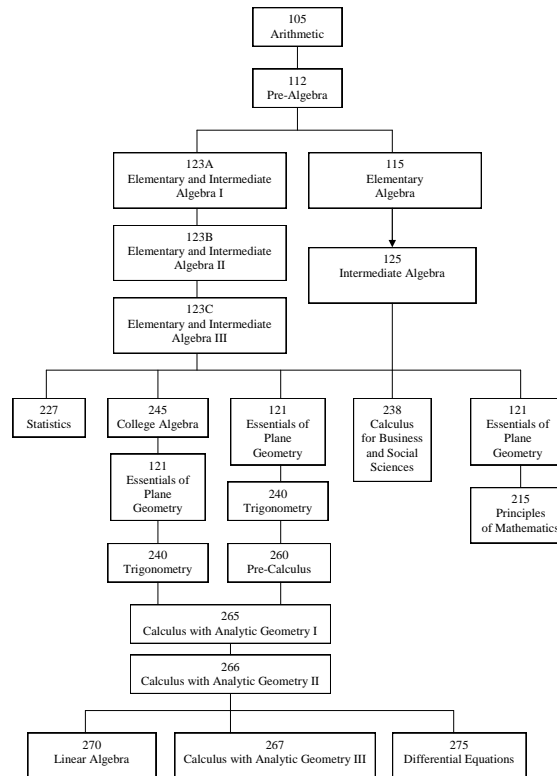 105
Arithmetic
112
Pre-Algebra
123A
Elementary and Intermediate
Algebra I
115
Elementary
Algebra
123B
Elementary and Intermediate
Algebra II
125
Intermediate Algebra
123C
Elementary and Intermediate
Algebra III
227
Statistics
245
College Algebra
121
Essentials of
Plane
Geometry
238
Calculus
for Business
and Social
Sciences
121
Essentials of
Plane
Geometry
121
Essentials of
Plane
Geometry
240
Trigonometry
215
Principles
of Mathematics
240
Trigonometry
260
Pre-Calculus
265
Calculus with Analytic Geometry I
266
Calculus with Analytic Geometry II
270
Linear Algebra
267
Calculus with Analytic Geometry III
275
Differential Equations